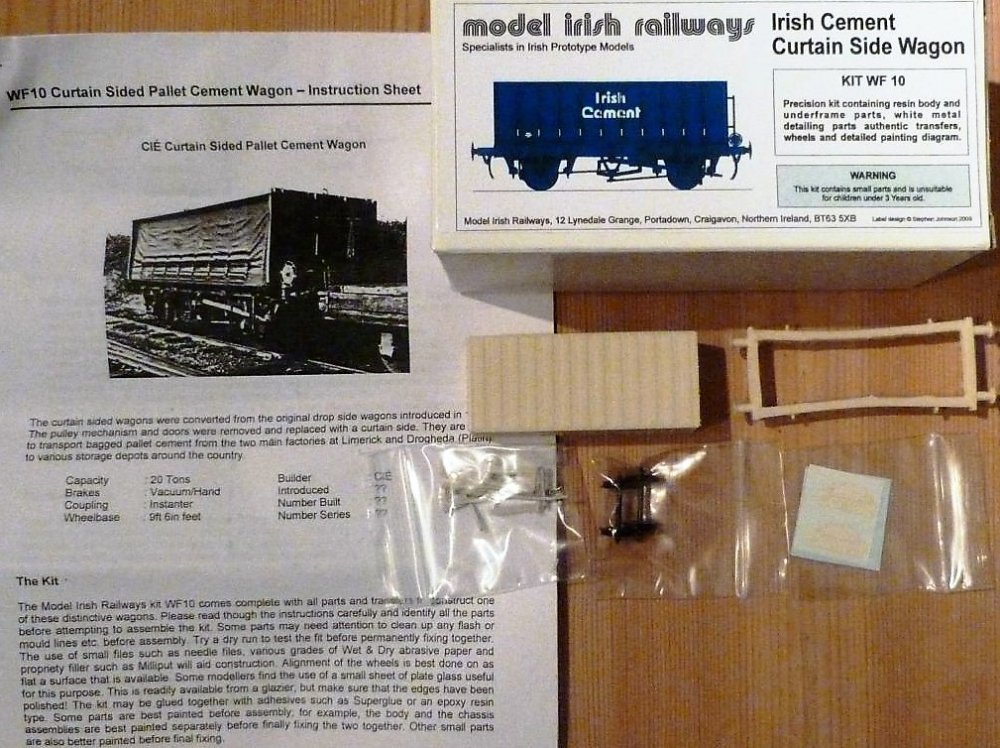 model irish railways
Specialists in Irish Prototype Models
Irish Cement
Curtain Side Wagon
KIT WF 10
Precision kit containing resin body and
underframe parts, white metal
detailing parts authentic transfers,
wheels and detailed painting diagram.
WARNING
This kit contains small parts and is unsuitable
for children under 3 Years old.
Irish
Cement
Model Irish Railways, 12 Lynedale Grange, Portadown, Craigavon, Northern Ireland, BT63 5XB
Label design © Stephen Johnson 2009
WF10 Curtain Sided Pallet Cement Wagon – Instruction Sheet
CIÉ Curtain Sided Pallet Cement Wagon
The curtain sided wagons were converted from the original drop side wagons introduced in
The pulley mechanism and doors were removed and replaced with a curtain side. They are
to transport bagged pallet cement from the two main factories at Limerick and Drogheda
to various storage depots around the country.
Capacity : 20 Tons Builder CIÉ
Brakes : Vacuum/Hand Introduced ??
Coupling : Instanter Number Built ??
Wheelbase : 9ft 6in feet Number Series ??
The Kit
The Model Irish Railways kit WF10 comes complete with all parts and transfers to construct one
of these distinctive wagons. Please read though the instructions carefully and identify all the parts
before attempting to assemble the kit. Some parts may need attention to clean up any flash or
mould lines etc. before assembly. Try a dry run to test the fit before permanently fixing together.
The use of small files such as needle files, various grades of Wet & Dry abrasive paper and
propriety filler such as Milliput will aid construction. Alignment of the wheels is best done on as
flat a surface that is available. Some modellers find the use of a small sheet of plate glass useful
for this purpose. This is readily available from a glazier, but make sure that the edges have been
polished! The kit may be glued together with adhesives such as Superglue or an epoxy resin
type. Some parts are best painted before assembly; for example, the body and the chassis
assemblies are best painted separately before finally fixing the two together. Other small parts
are also better painted before final fixing.